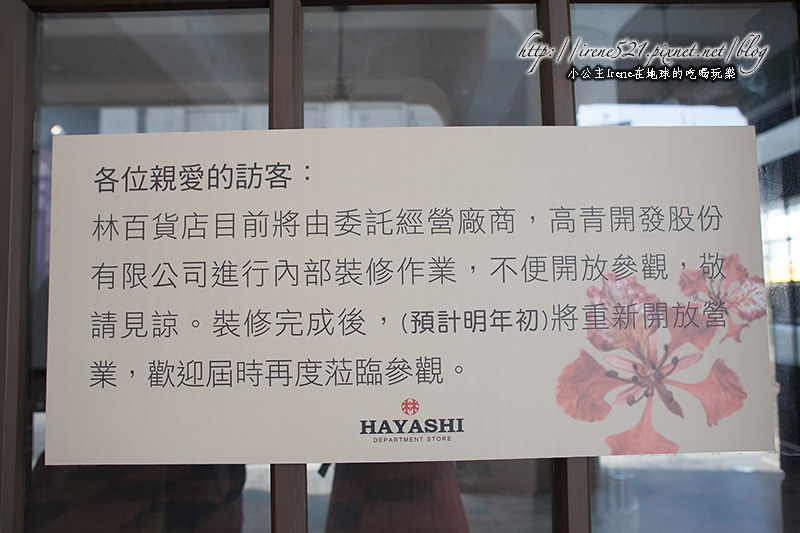 http://irene521.pixnet.net/blog
小公主Irene在地球的吃喝玩樂
各位親愛的訪客：
林百貨店目前將由委託經營廠商，高青開發股份
有限公司進行內部裝修作業，不便開放參觀，敬
請見諒。裝修完成後，(預計明年初)將重新開放營
業，歡迎屆時再度蒞臨參觀。
林
HAYASHI
DEPARTMENT STORE